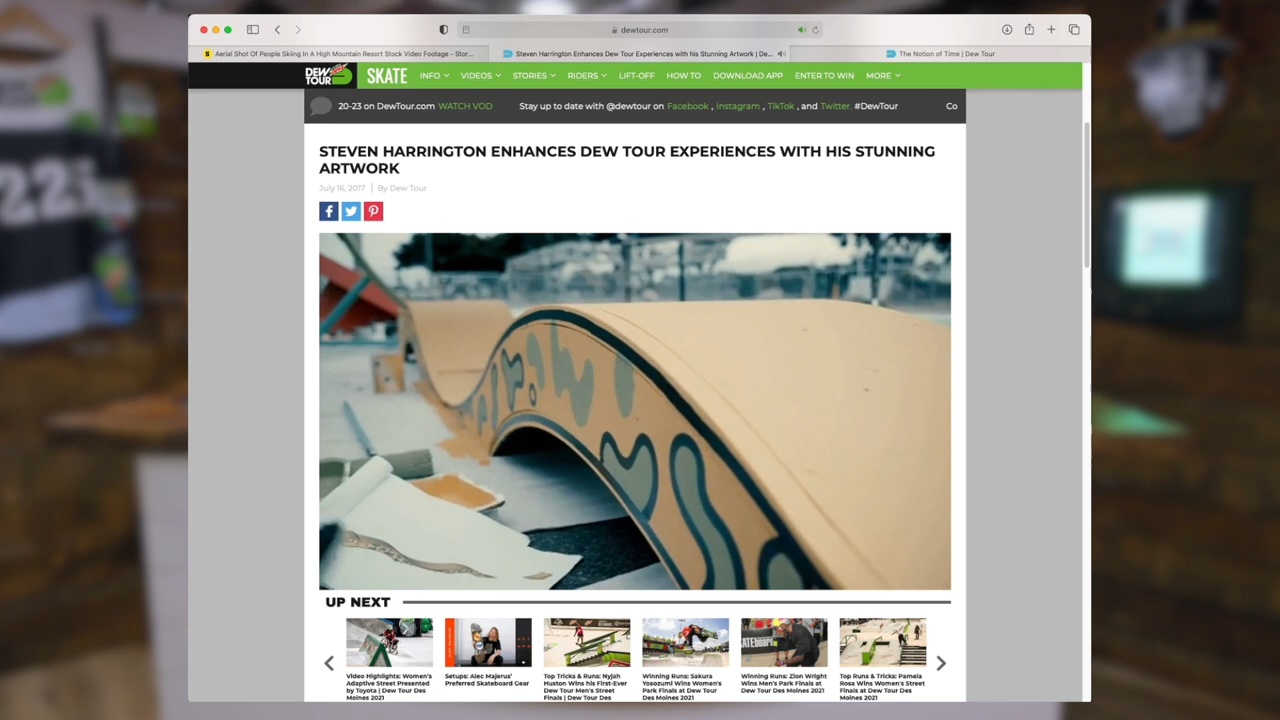 dewtour.com
Aerial Shot Of People Skiing In A High Mountain Resort Stock Video Footage - Stor...
Steven Harrington Enhances Dew Tour Experiences with his Stunning Artwork | De...
The Notion of Time | Dew Tour
DEW TOUR
SKATE INFO VIDEOS STORIES RIDERS LIFT-OFF HOW TO DOWNLOAD APP ENTER TO WIN MORE
20-23 on DewTour.com WATCH VOD Stay up to date with @dewtour on Facebook , Instagram , TikTok , and Twitter. #DewTour Co
STEVEN HARRINGTON ENHANCES DEW TOUR EXPERIENCES WITH HIS STUNNING
ARTWORK
July 16, 2017 | By Dew Tour
UP NEXT
Video Highlights: Women's
Adaptive Street Presented
by Toyota | Dew Tour Des
Moines 2021
Setups: Alec Majerus'
Preferred Skateboard Gear
Top Tricks & Runs: Nyjah
Huston Wins his First-Ever
Dew Tour Men's Street
Finals | Dew Tour Des
Winning Run: Sakura
Yosozumi Wins Women's
Park Finals at Dew Tour
Des Moines 2021
Winning Run: Zion Wright
Wins Men's Park Finals at
Dew Tour Des Moines 2021
Top Runs & Tricks: Pamela
Rosa Wins Women's Street
Finals at Dew Tour Des
Moines 2021